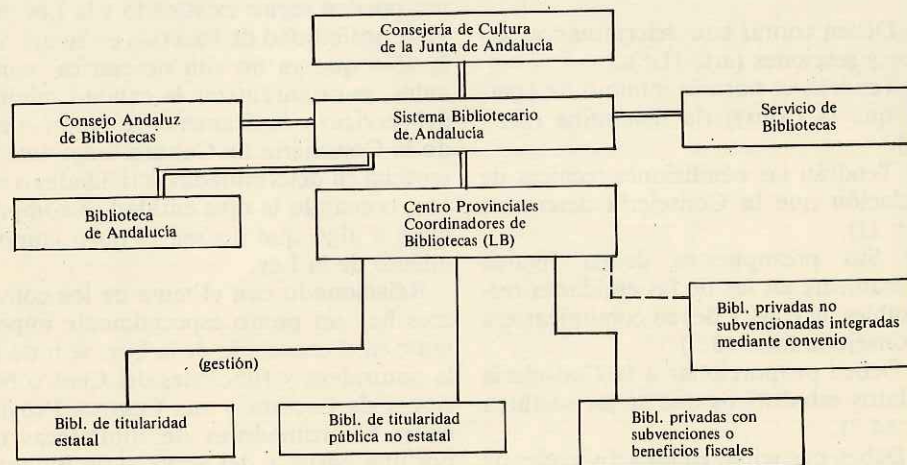 Consejería de Cultura
de la Junta de Andalucía
Consejo Andaluz
de Bibliotecas
Sistema Bibliotecario
de Andalucía
Servicio de
Bibliotecas
Biblioteca
de Andalucía
Centro Provinciales
Coordinadores de
Bibliotecas (LB)
Bibl. privadas no
subvencionadas integradas
mediante convenio
(gestión)
Bibl. de titularidad
estatal
Bibl. de titularidad
pública no estatal
Bibl. privadas con
subvenciones o
beneficios fiscales